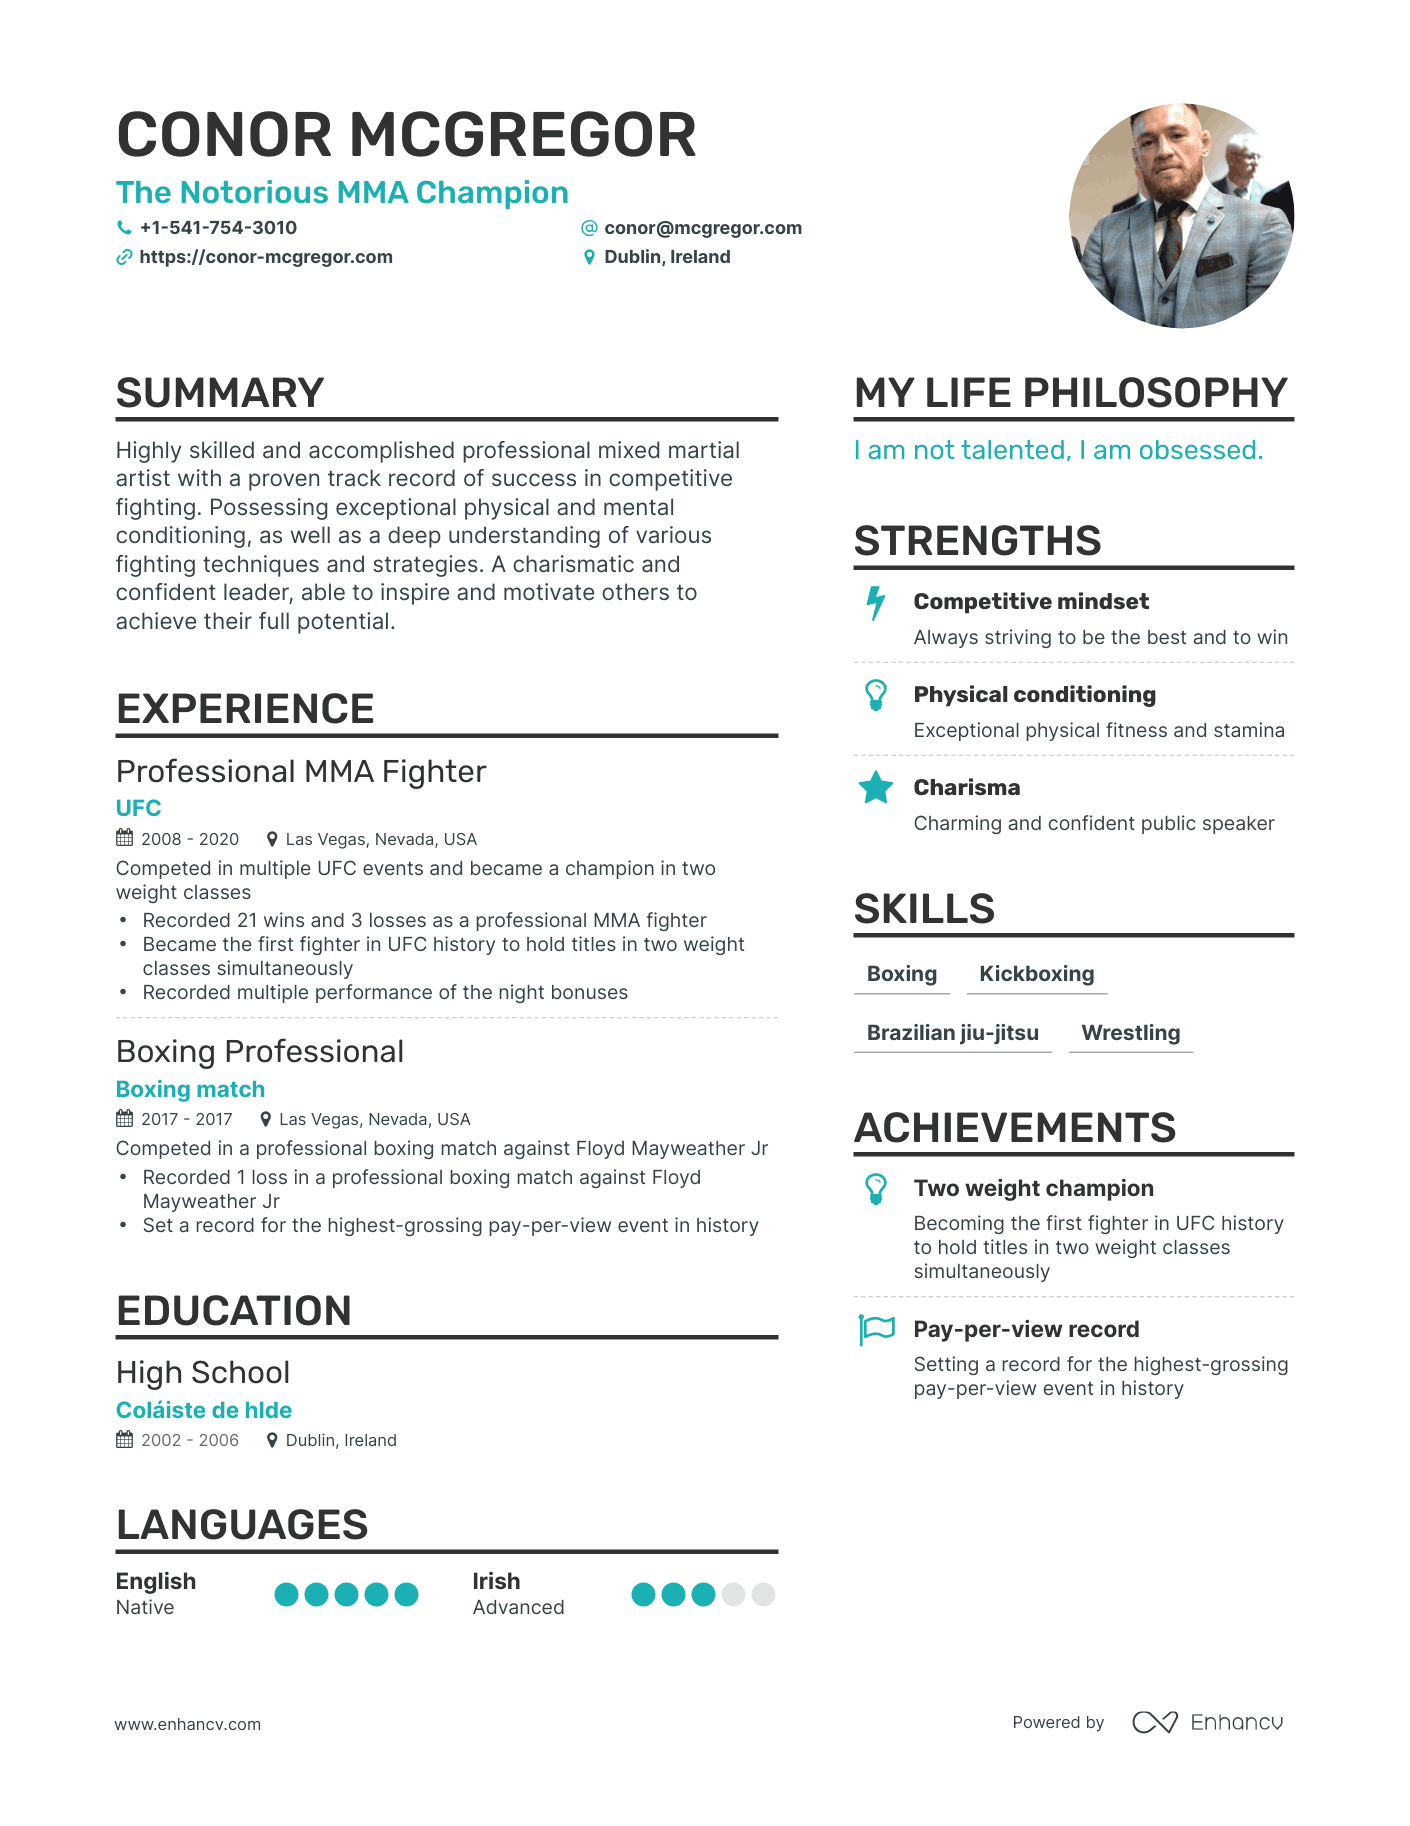 CONOR MCGREGOR
The Notorious MMA Champion
+1-541-754-3010
conor@mcgregor.com
https://conor-mcgregor.com
Dublin, Ireland
SUMMARY
Highly skilled and accomplished professional mixed martial
artist with a proven track record of success in competitive
fighting. Possessing exceptional physical and mental
conditioning, as well as a deep understanding of various
fighting techniques and strategies. A charismatic and
confident leader, able to inspire and motivate others to
achieve their full potential.
EXPERIENCE
Professional MMA Fighter
UFC
2008 - 2020 Las Vegas, Nevada, USA
Competed in multiple UFC events and became a champion in two
weight classes
• Recorded 21 wins and 3 losses as a professional MMA fighter
• Became the first fighter in UFC history to hold titles in two weight
classes simultaneously
• Recorded multiple performance of the night bonuses
Boxing Professional
Boxing match
2017 - 2017 Las Vegas, Nevada, USA
Competed in a professional boxing match against Floyd Mayweather Jr
• Recorded 1 loss in a professional boxing match against Floyd
Mayweather Jr
• Set a record for the highest-grossing pay-per-view event in history
EDUCATION
High School
Coláiste de hIde
2002 - 2006 Dublin, Ireland
LANGUAGES
English
Native
Irish
Advanced
MY LIFE PHILOSOPHY
I am not talented, I am obsessed.
STRENGTHS
Competitive mindset
Always striving to be the best and to win
Physical conditioning
Exceptional physical fitness and stamina
Charisma
Charming and confident public speaker
SKILLS
Boxing Kickboxing
Brazilian jiu-jitsu Wrestling
ACHIEVEMENTS
Two weight champion
Becoming the first fighter in UFC history
to hold titles in two weight classes
simultaneously
Pay-per-view record
Setting a record for the highest-grossing
pay-per-view event in history
www.enhancv.com
Powered by Enhancv